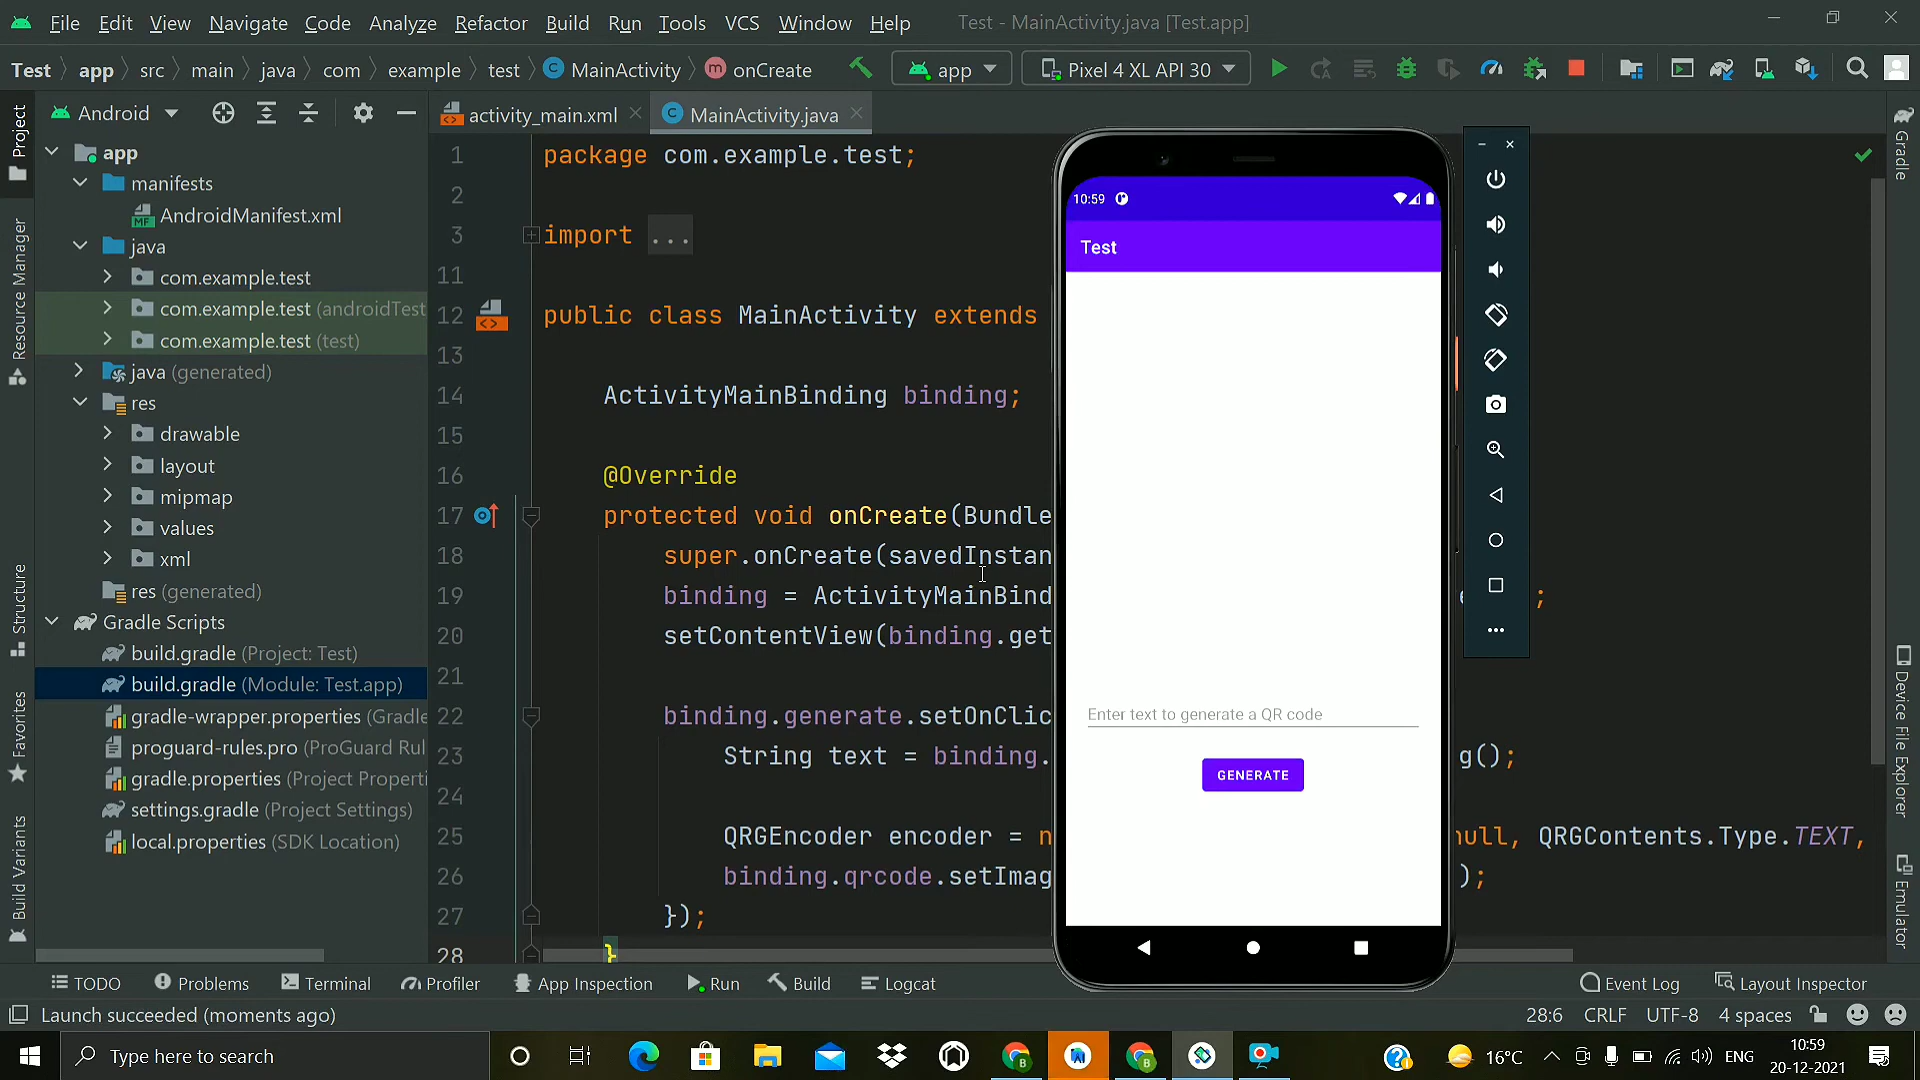 File Edit View Navigate Code Analyze Refactor Build Run Tools VCS Window Help Test - MainActivity.java [Test.app]
Test app src main java com example test MainActivity onCreate app Pixel 4 XL API 30
Project
Resource Manager
Structure
Favorites
Build Variants
Android
app
manifests
AndroidManifest.xml
java
com.example.test
com.example.test (androidTest
com.example.test (test)
java (generated)
res
drawable
layout
mipmap
values
xml
res (generated)
Gradle Scripts
build.gradle (Project: Test)
build.gradle (Module: Test.app)
gradle-wrapper.properties (Gradle
proguard-rules.pro (ProGuard Rul
gradle.properties (Project Properti
settings.gradle (Project Settings)
local.properties (SDK Location)
activity_main.xml MainActivity.java
1 package com.example.test;
2
3 import ...
11
12 public class MainActivity extends
13
14 ActivityMainBinding binding;
15
16 @Override
17 protected void onCreate(Bundle
18 super.onCreate(savedInstan
19 binding = ActivityMainBind ;
20 setContentView(binding.get
21
22 binding.generate.setOnClic
23 String text = binding. g();
24
25 QRGEncoder encoder = n null, QRGContents.Type.TEXT,
26 binding.qrcode.setImag );
27 });
28 }
10:59
Test
Enter text to generate a QR code
GENERATE
Gradle
Device File Explorer
Emulator
TODO Problems Terminal Profiler App Inspection Run Build Logcat Event Log Layout Inspector
Launch succeeded (moments ago) 28:6 CRLF UTF-8 4 spaces
Type here to search
16°C ENG
10:59
20-12-2021